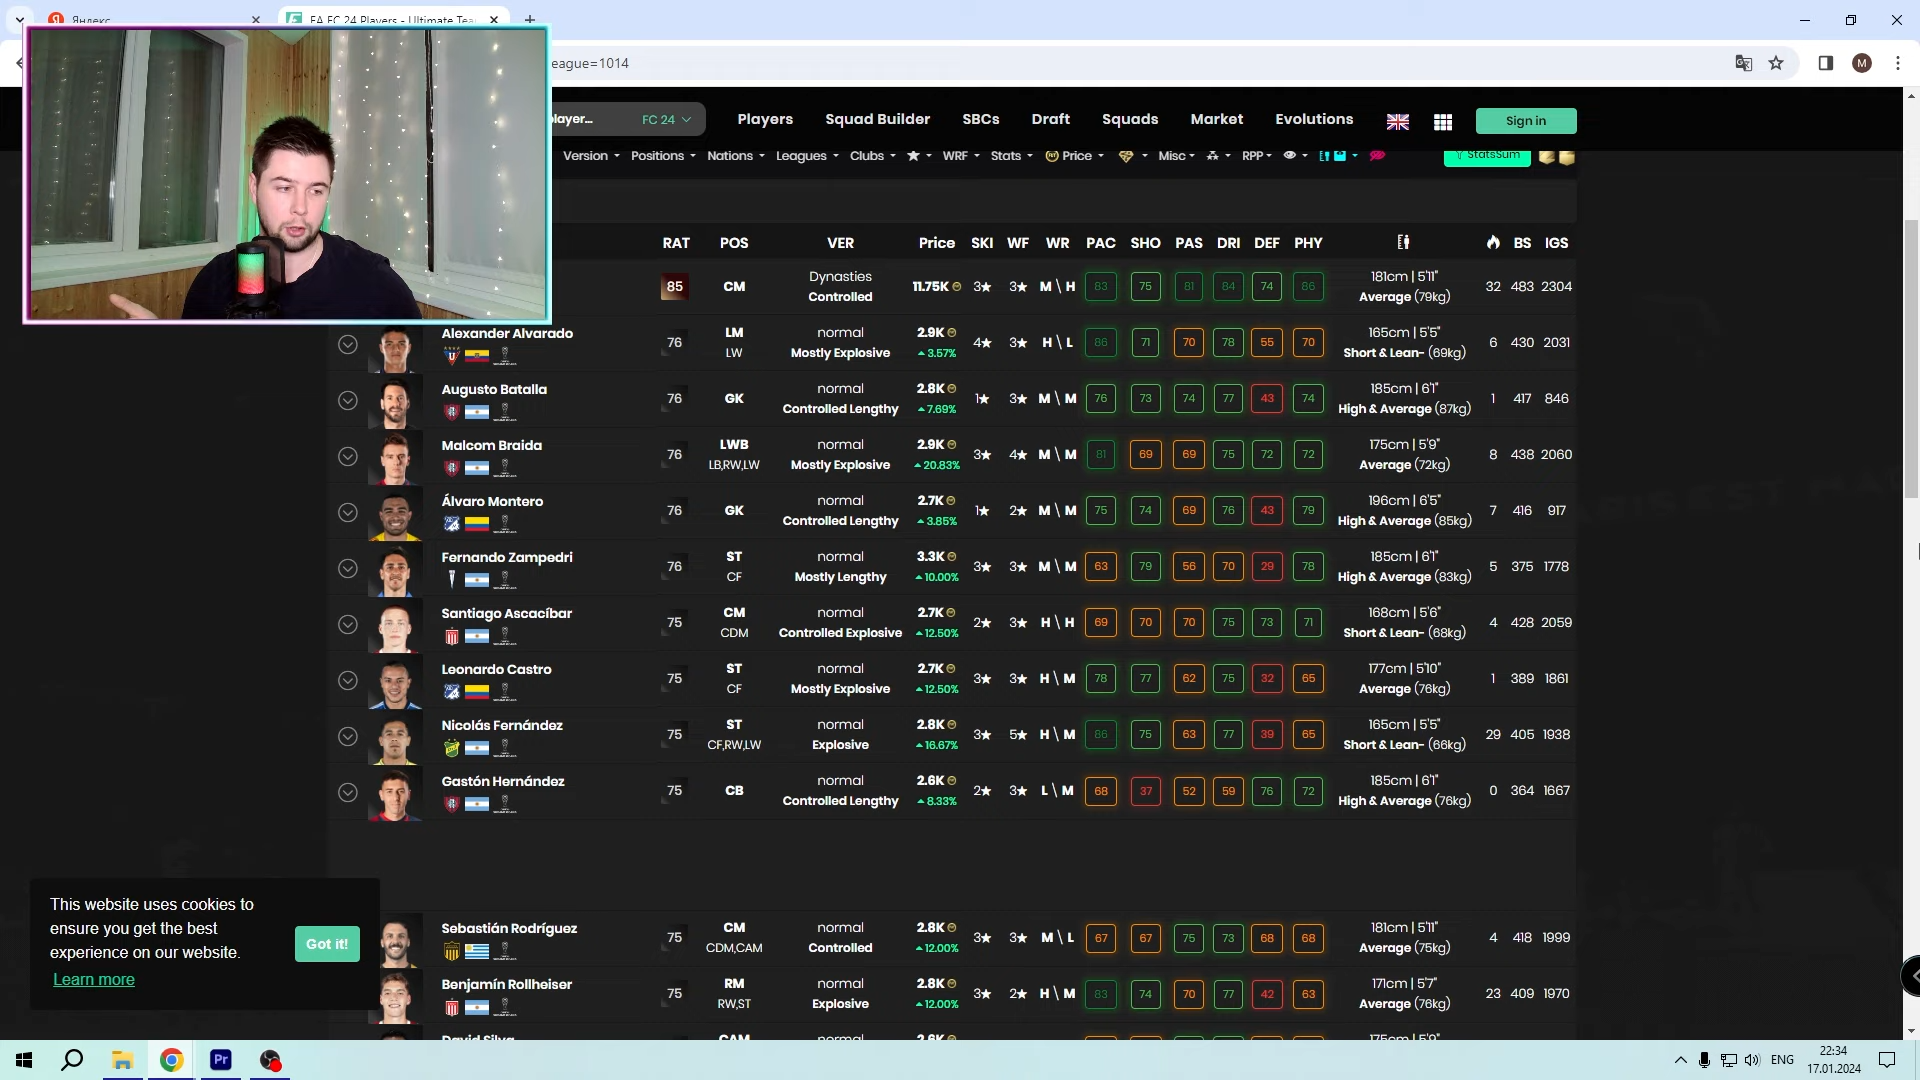 Яндекс
EA FC 24 Players - Ultimate Tea
eague=1014
M
player...
FC 24
Players
Squad Builder
SBCs
Draft
Squads
Market
Evolutions
Sign in
Version
Positions
Nations
Leagues
Clubs
WRF
Stats
Price
Misc
RPP
StatsSum
RAT POS VER Price SKI WF WR PAC SHO PAS DRI DEF PHY BS IGS
85 CM Dynasties 11.75K 3★ 3★ M \ H 83 75 81 84 74 86 181cm | 5'11" 32 483 2304
Controlled Average (79kg)
Alexander Alvarado 76 LM normal 2.9K 4★ 3★ H \ L 86 71 70 78 55 70 165cm | 5'5" 6 430 2031
LW Mostly Explosive 3.57% Short & Lean- (69kg)
Augusto Batalla 76 GK normal 2.8K 1★ 3★ M \ M 76 73 74 77 43 74 185cm | 6'1" 1 417 846
Controlled Lengthy 7.69% High & Average (87kg)
Malcom Braida 76 LWB normal 2.9K 3★ 4★ M \ M 81 69 69 75 72 72 175cm | 5'9" 8 438 2060
LB,RW,LW Mostly Explosive 20.83% Average (72kg)
Álvaro Montero 76 GK normal 2.7K 1★ 2★ M \ M 75 74 69 76 43 79 196cm | 6'5" 7 416 917
Controlled Lengthy 3.85% High & Average (85kg)
Fernando Zampedri 76 ST normal 3.3K 3★ 3★ M \ M 63 79 56 70 29 78 185cm | 6'1" 5 375 1778
CF Mostly Lengthy 10.00% High & Average (83kg)
Santiago Ascacíbar 75 CM normal 2.7K 2★ 3★ H \ H 69 70 70 75 73 71 168cm | 5'6" 4 428 2059
CDM Controlled Explosive 12.50% Short & Lean- (68kg)
Leonardo Castro 75 ST normal 2.7K 3★ 3★ H \ M 78 77 62 75 32 65 177cm | 5'10" 1 389 1861
CF Mostly Explosive 12.50% Average (76kg)
Nicolás Fernández 75 ST normal 2.8K 3★ 5★ H \ M 86 75 63 77 39 65 165cm | 5'5" 29 405 1938
CF,RW,LW Explosive 16.67% Short & Lean- (66kg)
Gastón Hernández 75 CB normal 2.6K 2★ 3★ L \ M 68 37 52 59 76 72 185cm | 6'1" 0 364 1667
Controlled Lengthy 8.33% High & Average (76kg)
Sebastián Rodríguez 75 CM normal 2.8K 3★ 3★ M \ L 67 67 75 73 68 68 181cm | 5'11" 4 418 1999
CDM,CAM Controlled 12.00% Average (75kg)
Benjamín Rollheiser 75 RM normal 2.8K 3★ 2★ H \ M 83 74 70 77 42 63 171cm | 5'7" 23 409 1970
RW,ST Explosive 12.00% Average (76kg)
David Silva CAM normal 2.6K 175cm | 5'9"
This website uses cookies to
ensure you get the best
experience on our website.
Learn more
Got it!
Pr
ENG
22:34
17.01.2024